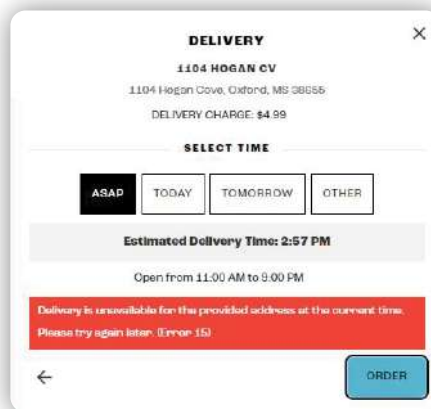 DELIVERY
1104 HOGAN CV
1104 Hogan Cove, Oxford, MS 38655
DELIVERY CHARGE: $4.99
SELECT TIME
ASAP TODAY TOMORROW OTHER
Estimated Delivery Time: 2:57 PM
Open from 11:00 AM to 9:00 PM
Delivery is unavailable for the provided address at the current time.
Please try again later. (Error 15)
ORDER